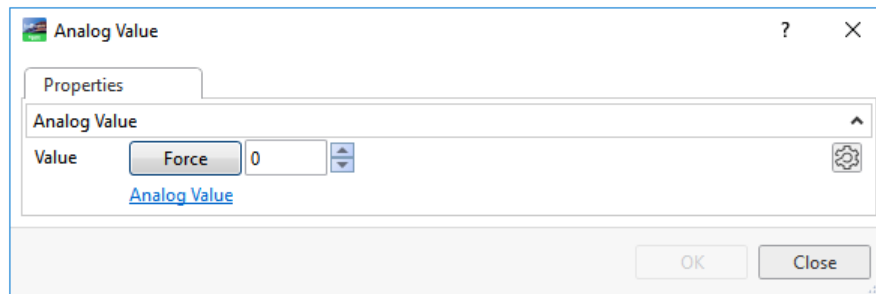 Analog Value
?
Properties
Analog Value
Value Force 0
Analog Value
OK Close